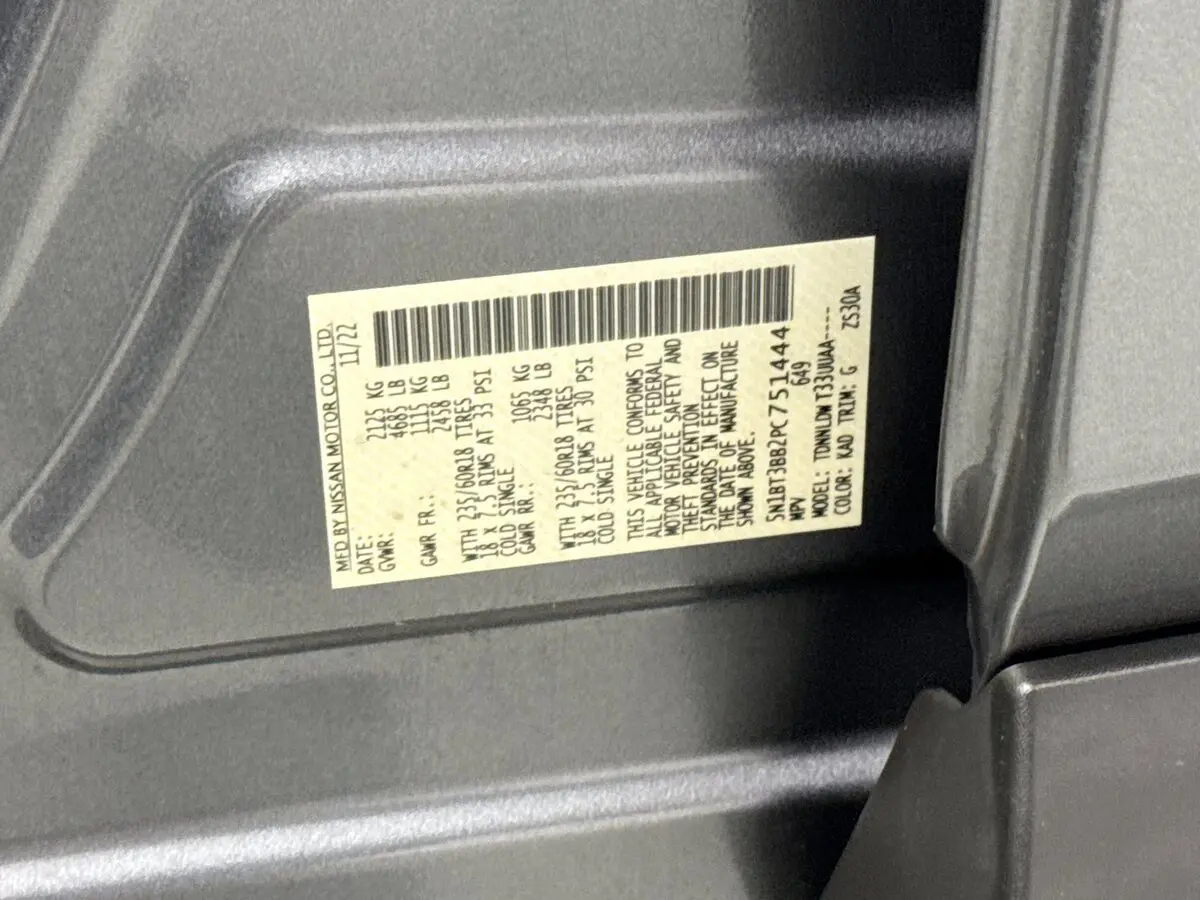 MFD BY NISSAN MOTOR CO., LTD.
DATE: 11/22
GVWR: 2125 KG
4685 LB
GAWR FR.: 1115 KG
2458 LB
WITH 235/60R18 TIRES
18 X 7.5 RIMS AT 33 PSI
COLD SINGLE
GAWR RR.: 1065 KG
2348 LB
WITH 235/60R18 TIRES
18 X 7.5 RIMS AT 30 PSI
COLD SINGLE
THIS VEHICLE CONFORMS TO
ALL APPLICABLE FEDERAL
MOTOR VEHICLE SAFETY AND
THEFT PREVENTION
STANDARDS IN EFFECT ON
THE DATE OF MANUFACTURE
SHOWN ABOVE.
5N1BT3BB2PC751444
MPV 649
MODEL: TDNNLDW T33UUAA----
COLOR: KAD TRIM: G ZS30A